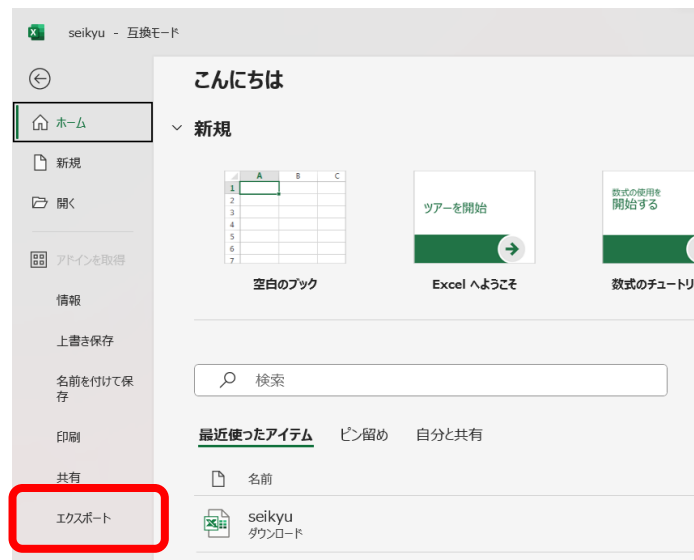 seikyu - 互換モード
こんにちは
ホーム
新規
開く
アドインを取得
情報
上書き保存
名前を付けて保
存
印刷
共有
エクスポート
新規
A B C
1
2
3
4
5
6
7
空白のブック
ツアーを開始
Excel へようこそ
数式の使用を
開始する
数式のチュートリ
検索
最近使ったアイテム ピン留め 自分と共有
名前
seikyu
ダウンロード